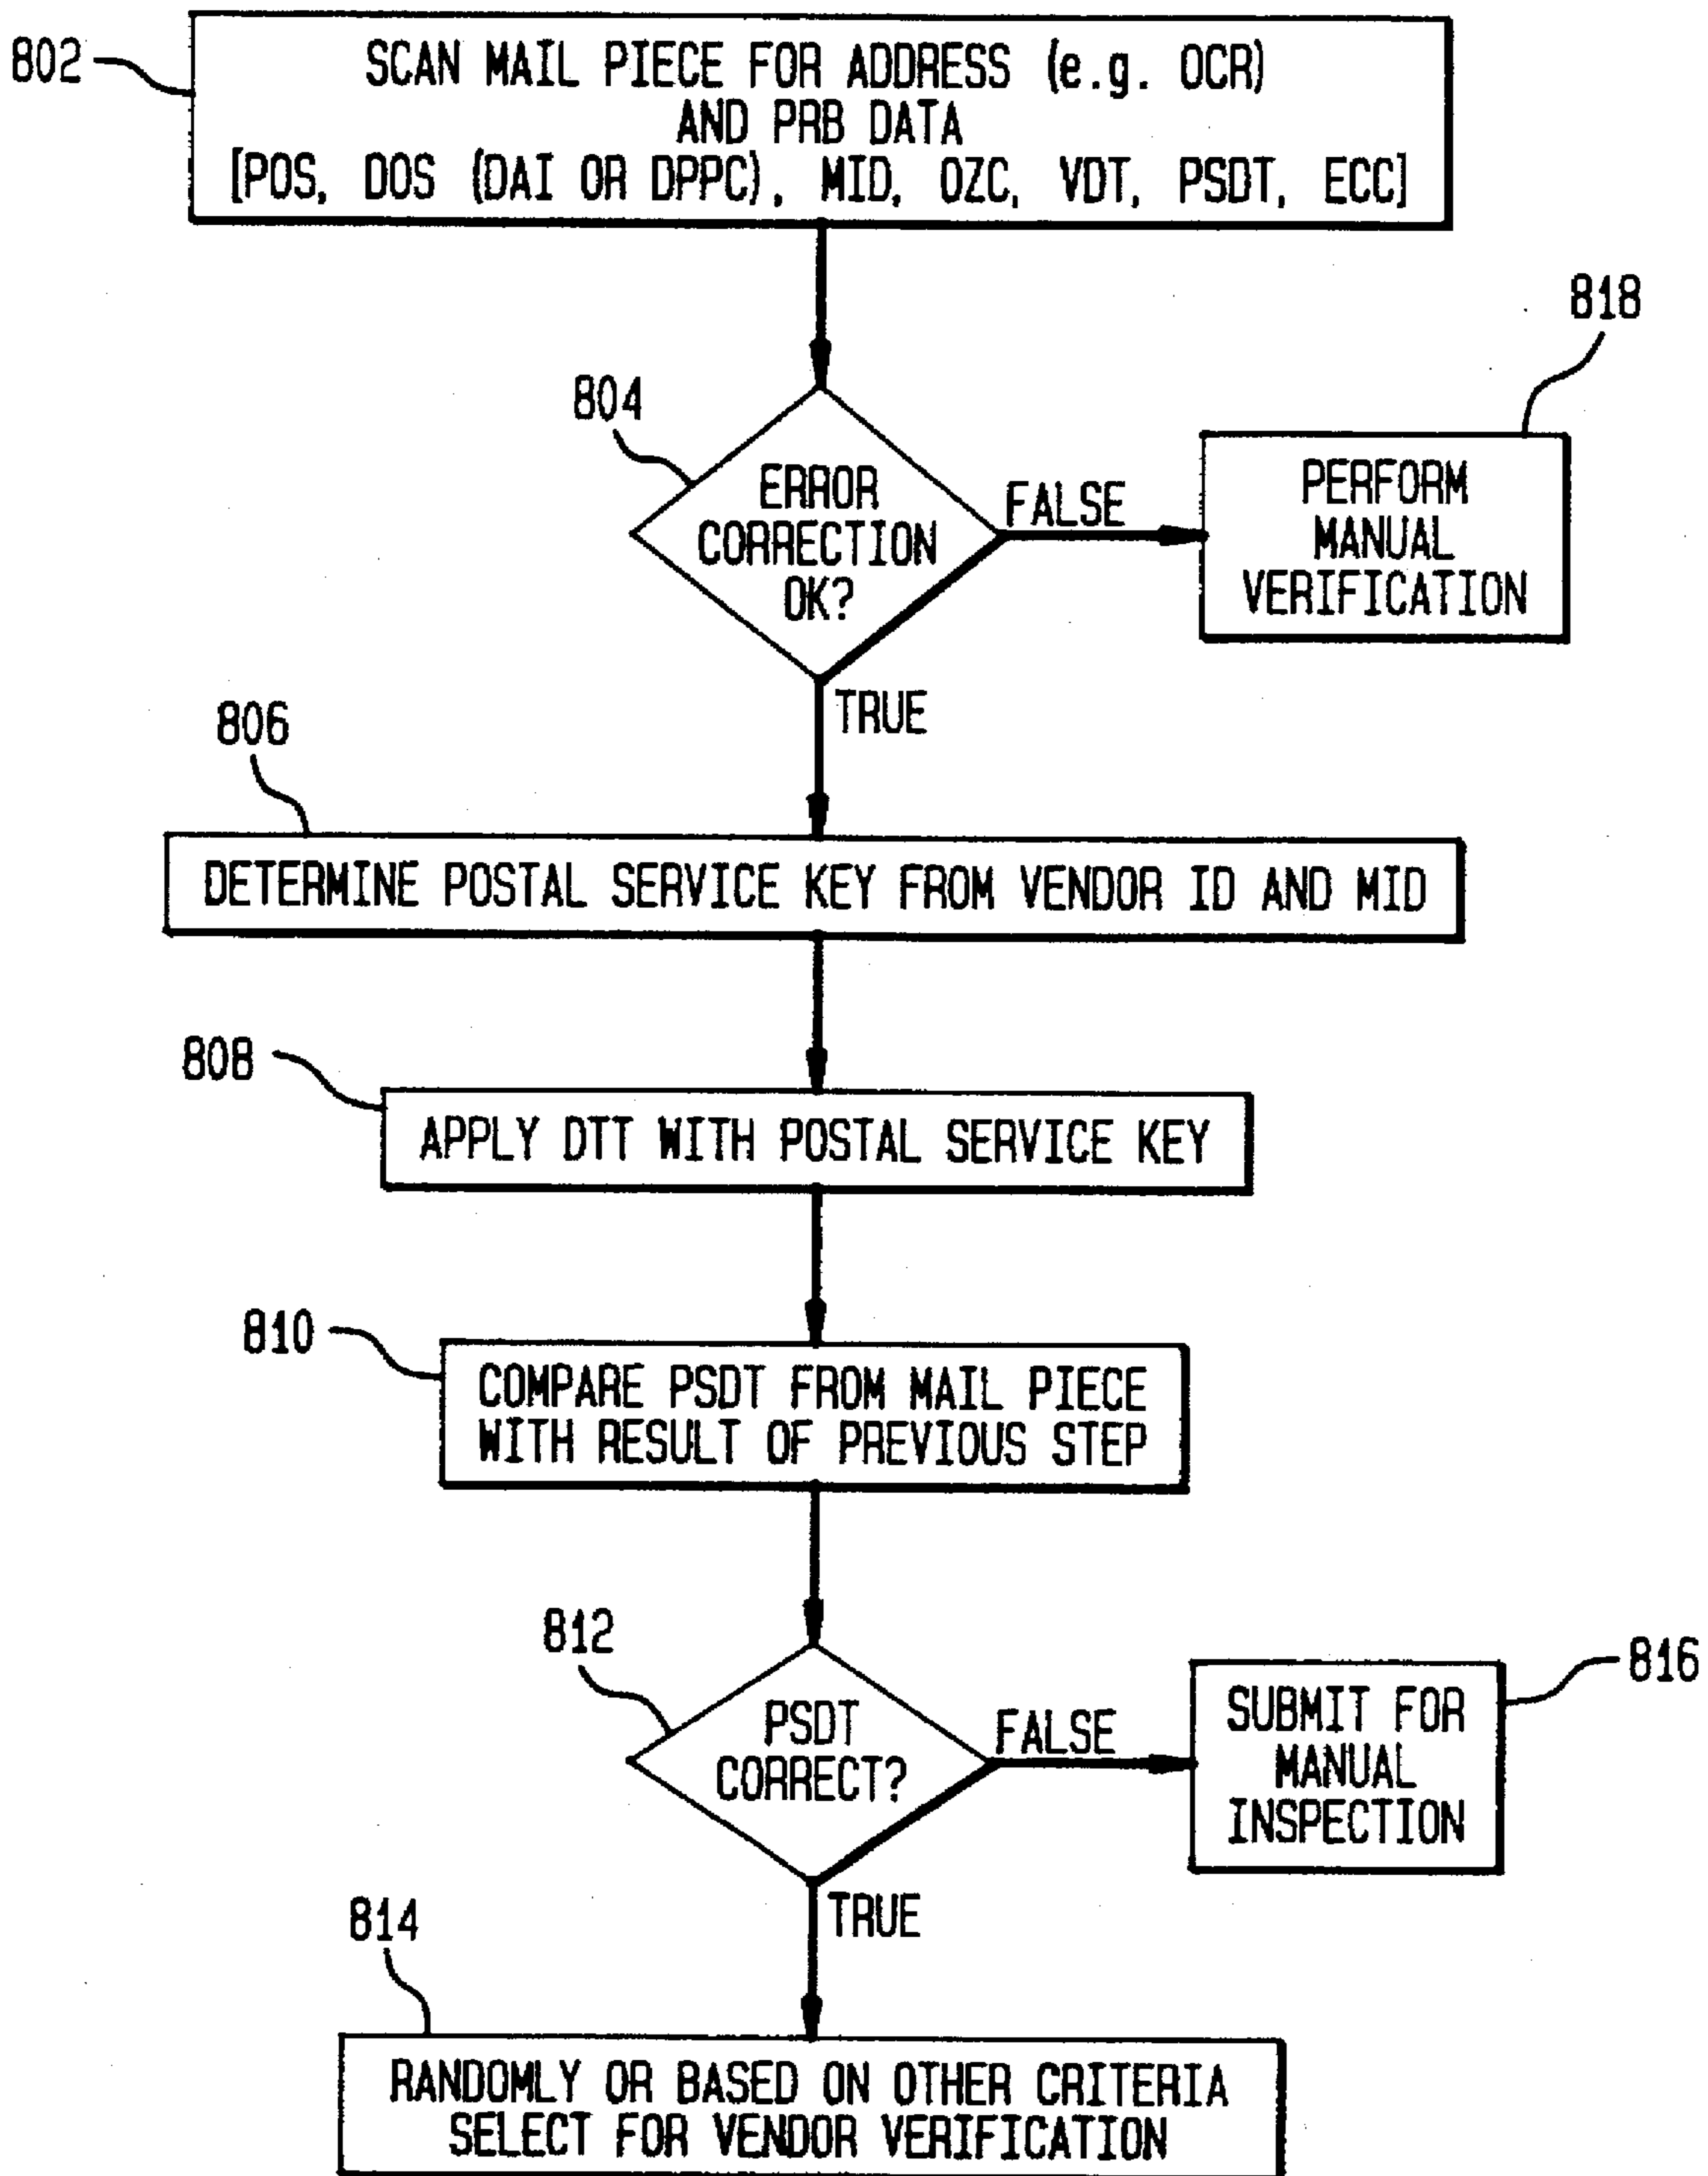 802
SCAN MAIL PIECE FOR ADDRESS (e.g. OCR)
AND PRB DATA
[POS, DOS (DAI OR DPPC), MID, OZC, VDT, PSDT, ECC]
818
804
ERROR
CORRECTION
OK?
FALSE
PERFORM
MANUAL
VERIFICATION
TRUE
806
DETERMINE POSTAL SERVICE KEY FROM VENDOR ID AND MID
808
APPLY DTT WITH POSTAL SERVICE KEY
810
COMPARE PSDT FROM MAIL PIECE
WITH RESULT OF PREVIOUS STEP
812
PSDT
CORRECT?
FALSE
816
SUBMIT FOR
MANUAL
INSPECTION
TRUE
814
RANDOMLY OR BASED ON OTHER CRITERIA
SELECT FOR VENDOR VERIFICATION